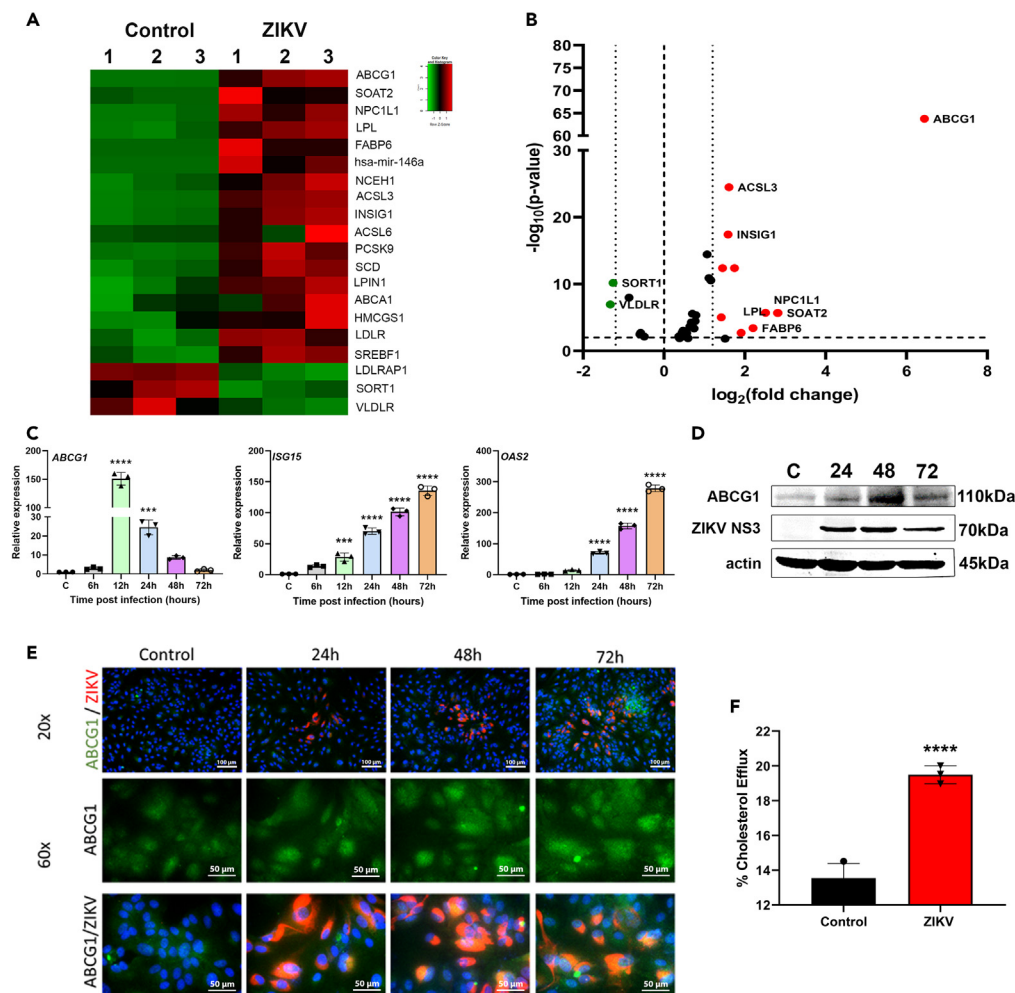 A
Control ZIKV
1 2 3 1 2 3
Color Key
and Histogram
Row Z-Score
ABCG1
SOAT2
NPC1L1
LPL
FABP6
hsa-mir-146a
NCEH1
ACSL3
INSIG1
ACSL6
PCSK9
SCD
LPIN1
ABCA1
HMCGS1
LDLR
SREBF1
LDLRAP1
SORT1
VLDLR
B
-log10(p-value)
80
75
70
65
60
30
20
10
0
-2 0 2 4 6 8
log2(fold change)
ABCG1
ACSL3
INSIG1
SORT1
VLDLR
NPC1L1
LPL SOAT2
FABP6
C
Relative expression
ABCG1
200
150
100
50
30
20
10
0
**** ***
C 6h 12h 24h 48h 72h
Time post infection (hours)
Relative expression
ISG15
200
150
100
50
0
*** **** **** ****
C 6h 12h 24h 48h 72h
Time post infection (hours)
Relative expression
OAS2
400
300
200
100
0
**** **** ****
C 6h 12h 24h 48h 72h
Time post infection (hours)
D
C 24 48 72
ABCG1 110kDa
ZIKV NS3 70kDa
actin 45kDa
E
Control 24h 48h 72h
20x
ABCG1 / ZIKV
100 µm 100 µm 100 µm 100 µm
60x
ABCG1
50 µm 50 µm 50 µm 50 µm
ABCG1/ZIKV
50 µm 50 µm 50 µm 50 µm
F
% Cholesterol Efflux
22
20
18
16
14
12
****
Control ZIKV